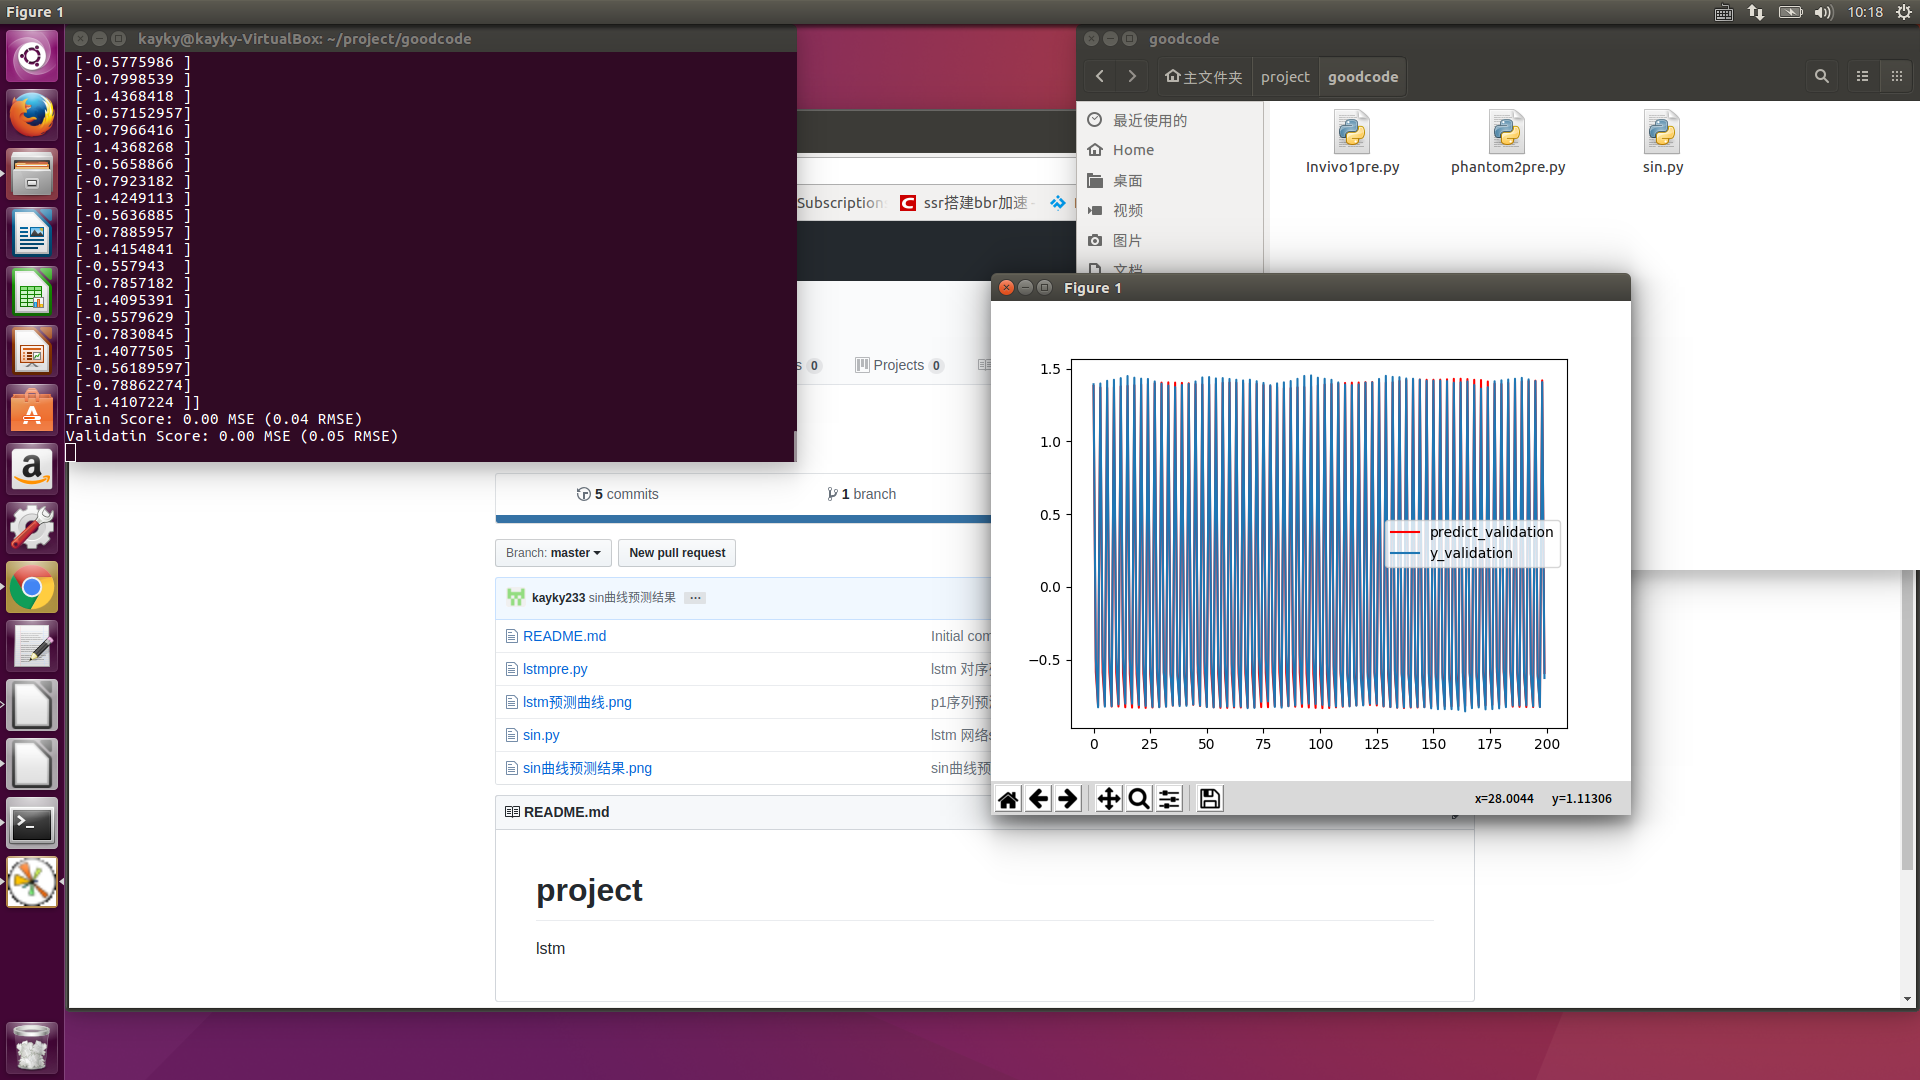 Figure 1
10:18
kayky@kayky-VirtualBox: ~/project/goodcode
[-0.5775986 ]
[-0.7998539 ]
[ 1.4368418 ]
[-0.57152957]
[-0.7966416 ]
[ 1.4368268 ]
[-0.5658866 ]
[-0.7923182 ]
[ 1.4249113 ]
[-0.5636885 ]
[-0.7885957 ]
[ 1.4154841 ]
[-0.557943  ]
[-0.7857182 ]
[ 1.4095391 ]
[-0.5579629 ]
[-0.7830845 ]
[ 1.4077505 ]
[-0.56189597]
[-0.78862274]
[ 1.4107224 ]]
Train Score: 0.00 MSE (0.04 RMSE)
Validatin Score: 0.00 MSE (0.05 RMSE)
goodcode
主文件夹 project goodcode
最近使用的
Home
桌面
视频
图片
文档
Invivo1pre.py
phantom2pre.py
sin.py
Subscription
ssr搭建bbr加速
s 0
Projects 0
5 commits
1 branch
Branch: master
New pull request
kayky233 sin曲线预测结果 ...
README.md Initial com
lstmpre.py lstm 对序
lstm预测曲线.png p1序列预
sin.py lstm 网络
sin曲线预测结果.png sin曲线预
README.md
project
lstm
Figure 1
1.5
1.0
0.5
0.0
−0.5
0 25 50 75 100 125 150 175 200
predict_validation
y_validation
x=28.0044 y=1.11306